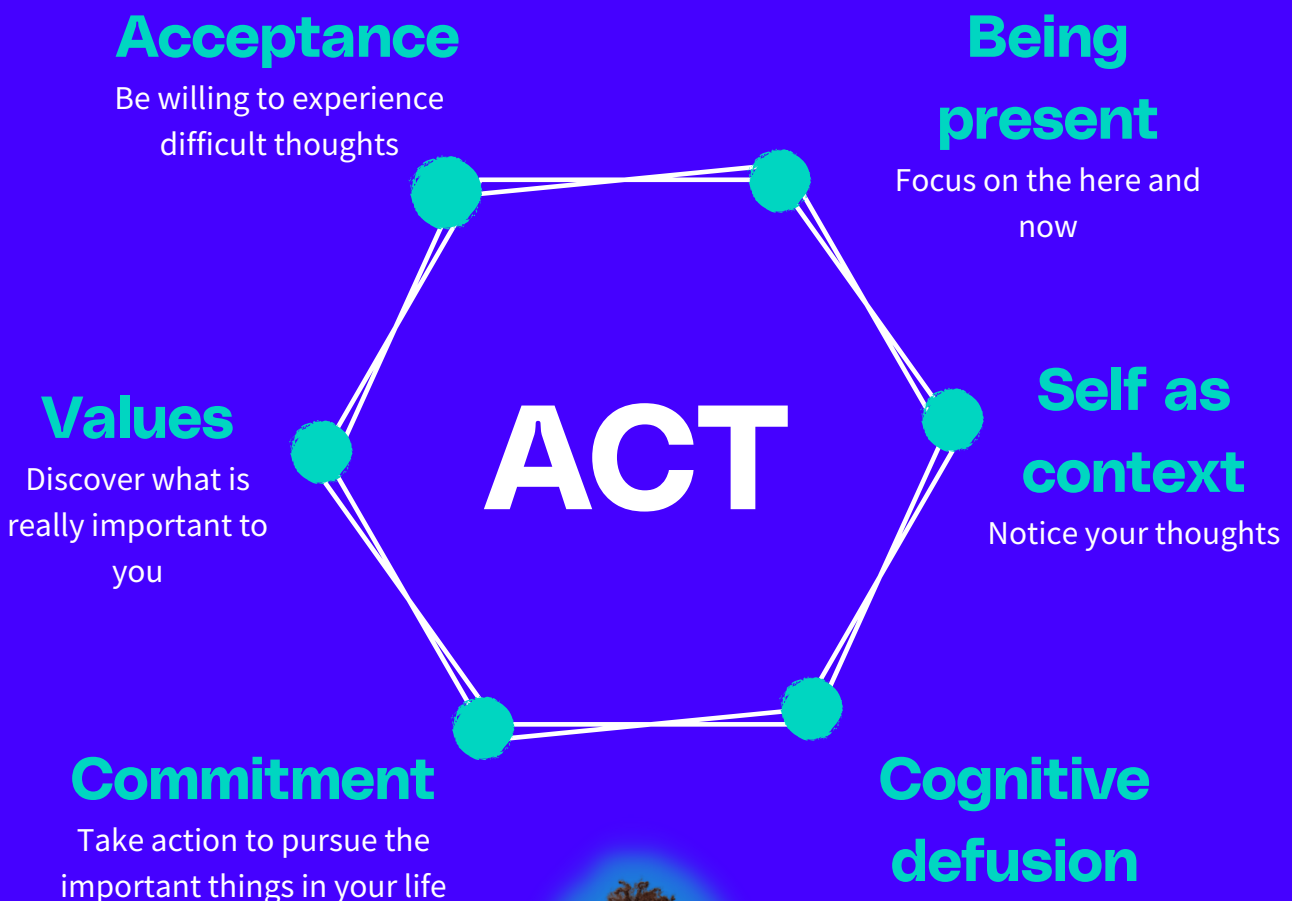 Acceptance
Be willing to experience
difficult thoughts
Being
present
Focus on the here and
now
Values
Discover what is
really important to
you
ACT
Self as
context
Notice your thoughts
Commitment
Take action to pursue the
important things in your life
Cognitive
defusion